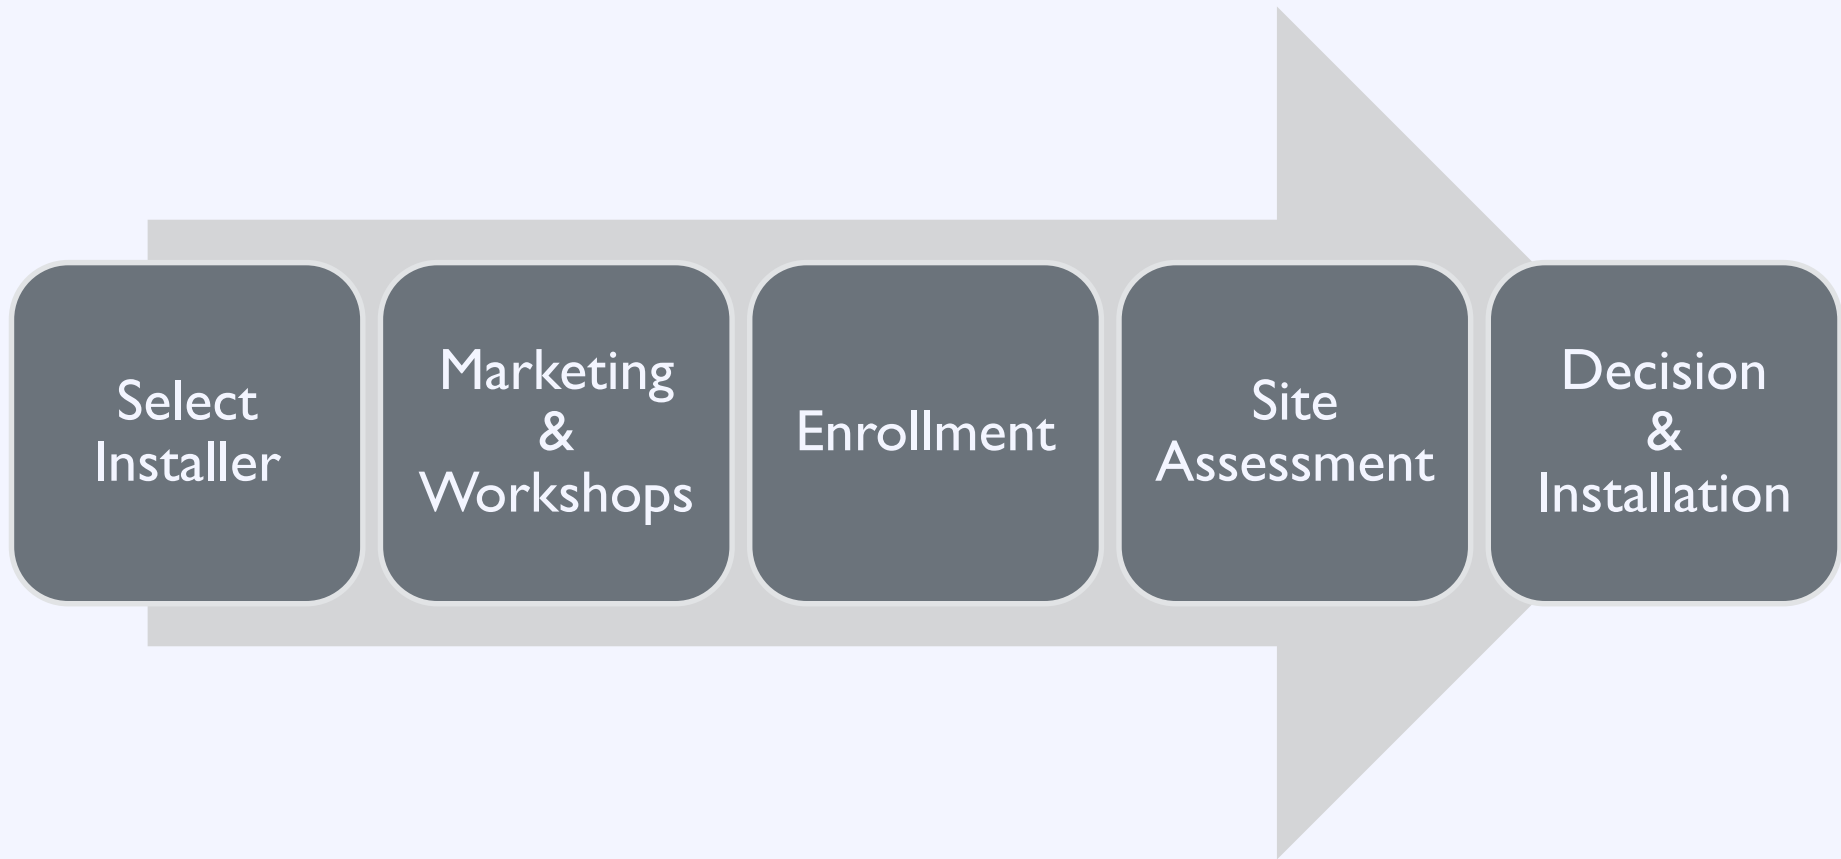 Select
Installer
Marketing
&
Workshops
Enrollment
Site
Assessment
Decision
&
Installation